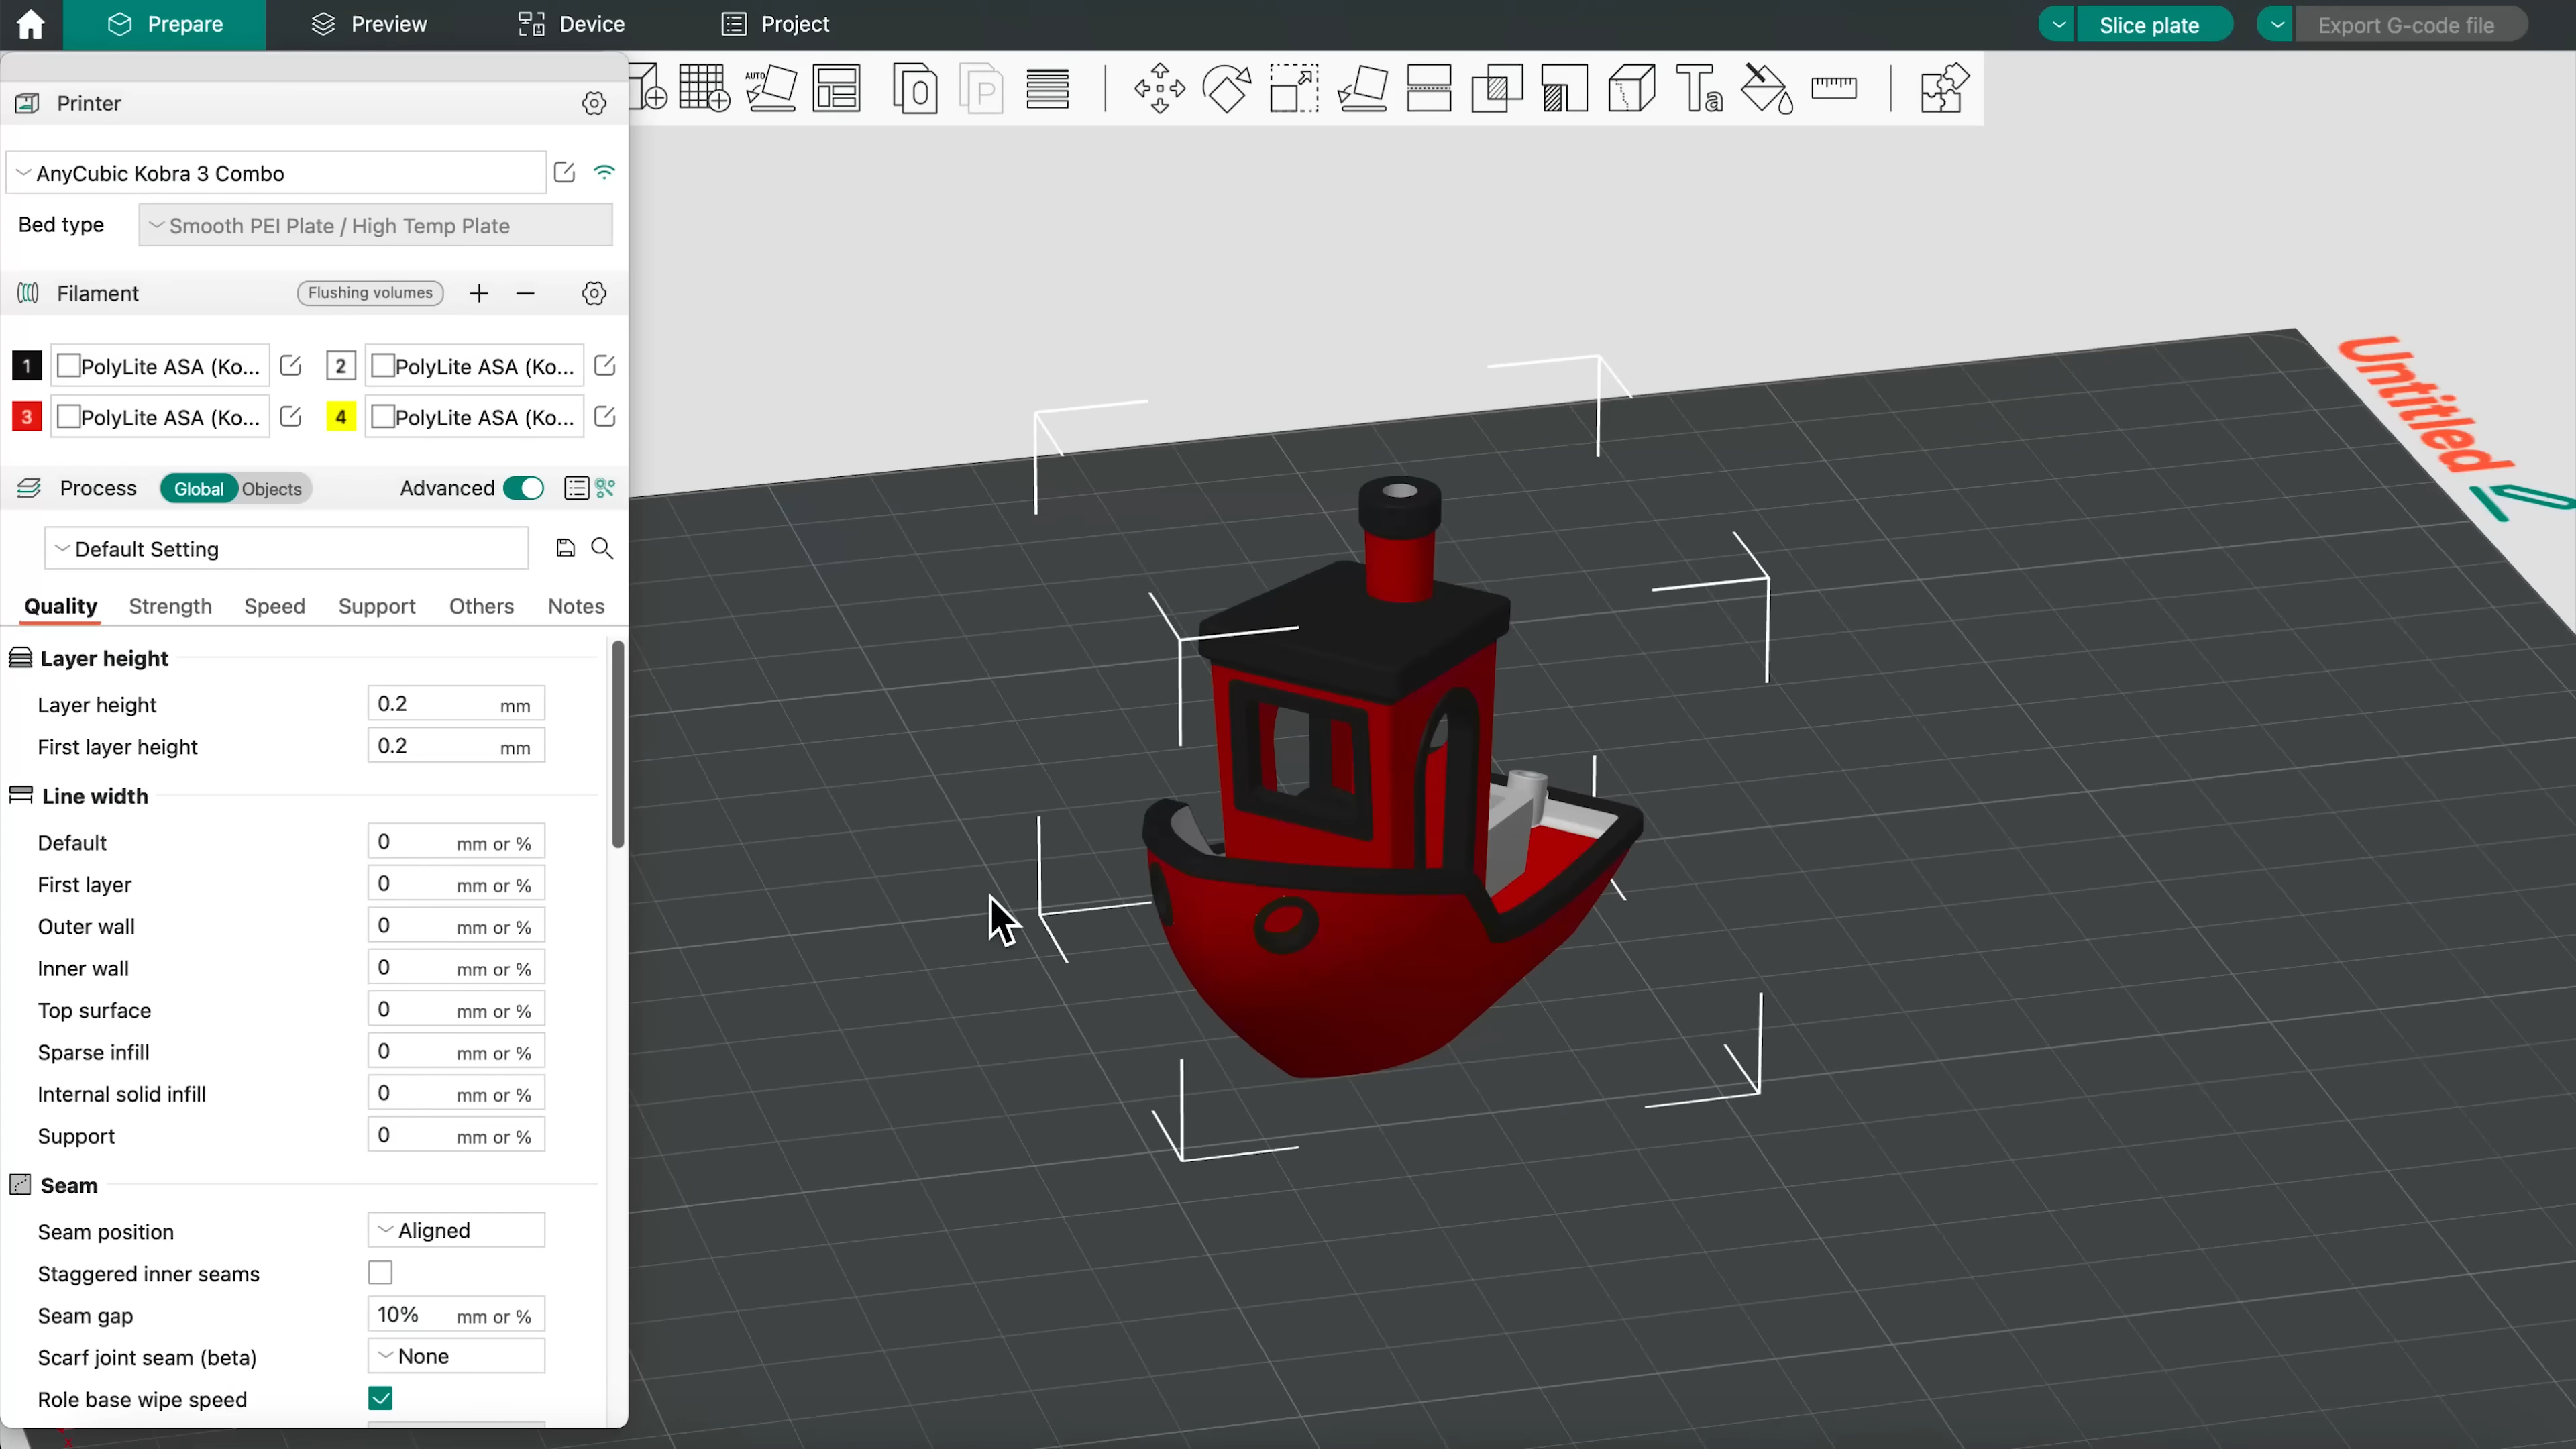 Prepare
Preview
Device
Project
Slice plate
Export G-code file
Printer
AUTO
O
P
Ta
AnyCubic Kobra 3 Combo
Bed type
Smooth PEI Plate / High Temp Plate
Filament
Flushing volumes
1
PolyLite ASA (Ko...
2
PolyLite ASA (Ko...
3
PolyLite ASA (Ko...
4
PolyLite ASA (Ko...
Untitled
Process
Global
Objects
Advanced
Default Setting
Quality
Strength
Speed
Support
Others
Notes
Layer height
Layer height 0.2 mm
First layer height 0.2 mm
Line width
Default 0 mm or %
First layer 0 mm or %
Outer wall 0 mm or %
Inner wall 0 mm or %
Top surface 0 mm or %
Sparse infill 0 mm or %
Internal solid infill 0 mm or %
Support 0 mm or %
Seam
Seam position Aligned
Staggered inner seams
Seam gap 10% mm or %
Scarf joint seam (beta) None
Role base wipe speed